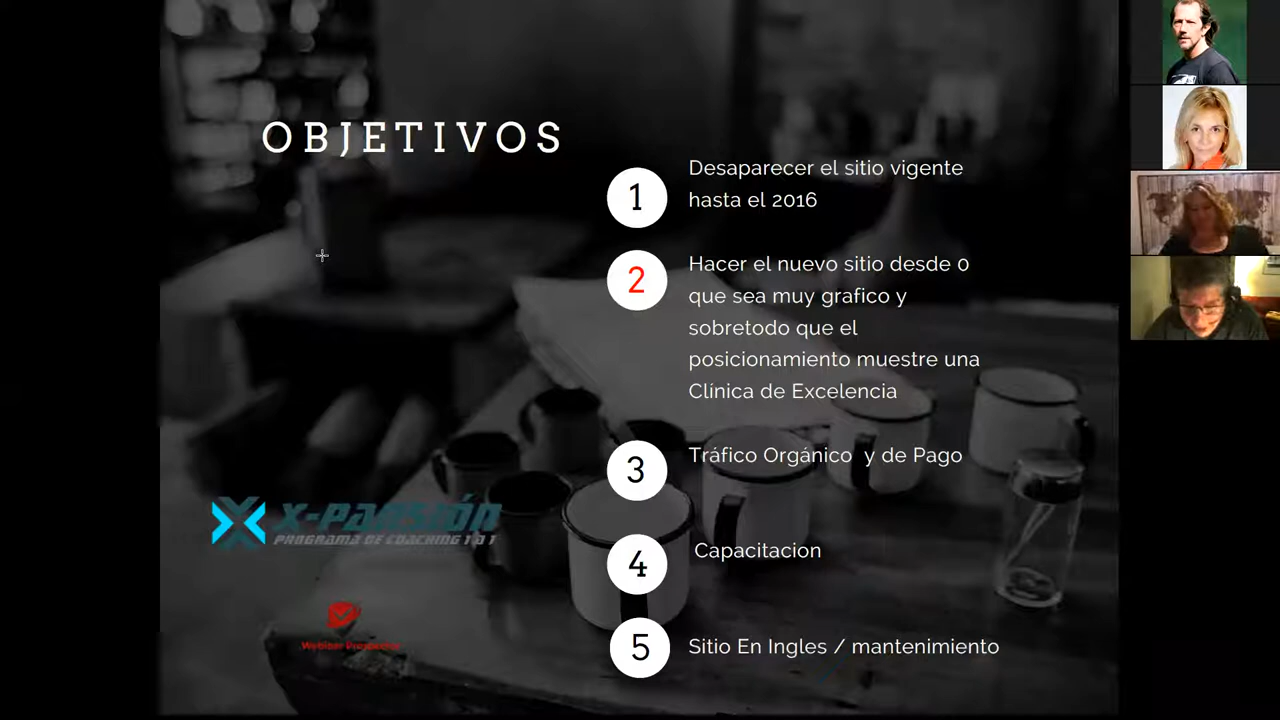 OBJETIVOS
1
Desaparecer el sitio vigente
hasta el 2016
2
Hacer el nuevo sitio desde 0
que sea muy grafico y
sobretodo que el
posicionamiento muestre una
Clínica de Excelencia
3
Tráfico Orgánico y de Pago
4
Capacitacion
5
Sitio En Ingles / mantenimiento
X-PANSIÓN
PROGRAMA DE COACHING 1 A 1